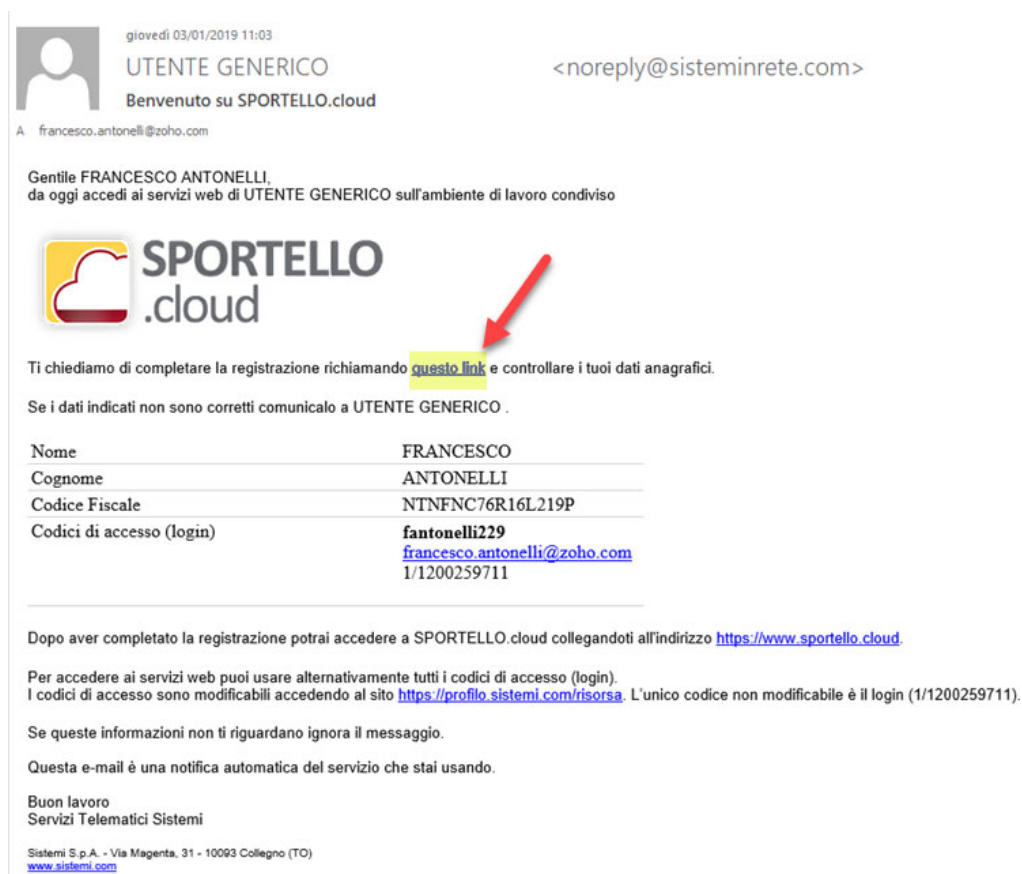 giovedì 03/01/2019 11:03
UTENTE GENERICO <noreply@sisteminrete.com>
Benvenuto su SPORTELLO.cloud
A francesco.antonelli@zoho.com
Gentile FRANCESCO ANTONELLI,
da oggi accedi ai servizi web di UTENTE GENERICO sull'ambiente di lavoro condiviso
SPORTELLO
.cloud
Ti chiediamo di completare la registrazione richiamando questo link e controllare i tuoi dati anagrafici.
Se i dati indicati non sono corretti comunicalo a UTENTE GENERICO .
Nome FRANCESCO
Cognome ANTONELLI
Codice Fiscale NTNFNC76R16L219P
Codici di accesso (login) fantonelli229
francesco.antonelli@zoho.com
1/1200259711
Dopo aver completato la registrazione potrai accedere a SPORTELLO.cloud collegandoti all'indirizzo https://www.sportello.cloud.
Per accedere ai servizi web puoi usare alternativamente tutti i codici di accesso (login).
I codici di accesso sono modificabili accedendo al sito https://profilo.sistemi.com/risorsa. L'unico codice non modificabile è il login (1/1200259711).
Se queste informazioni non ti riguardano ignora il messaggio.
Questa e-mail è una notifica automatica del servizio che stai usando.
Buon lavoro
Servizi Telematici Sistemi
Sistemi S.p.A. - Via Magenta, 31 - 10093 Collegno (TO)
www.sistemi.com